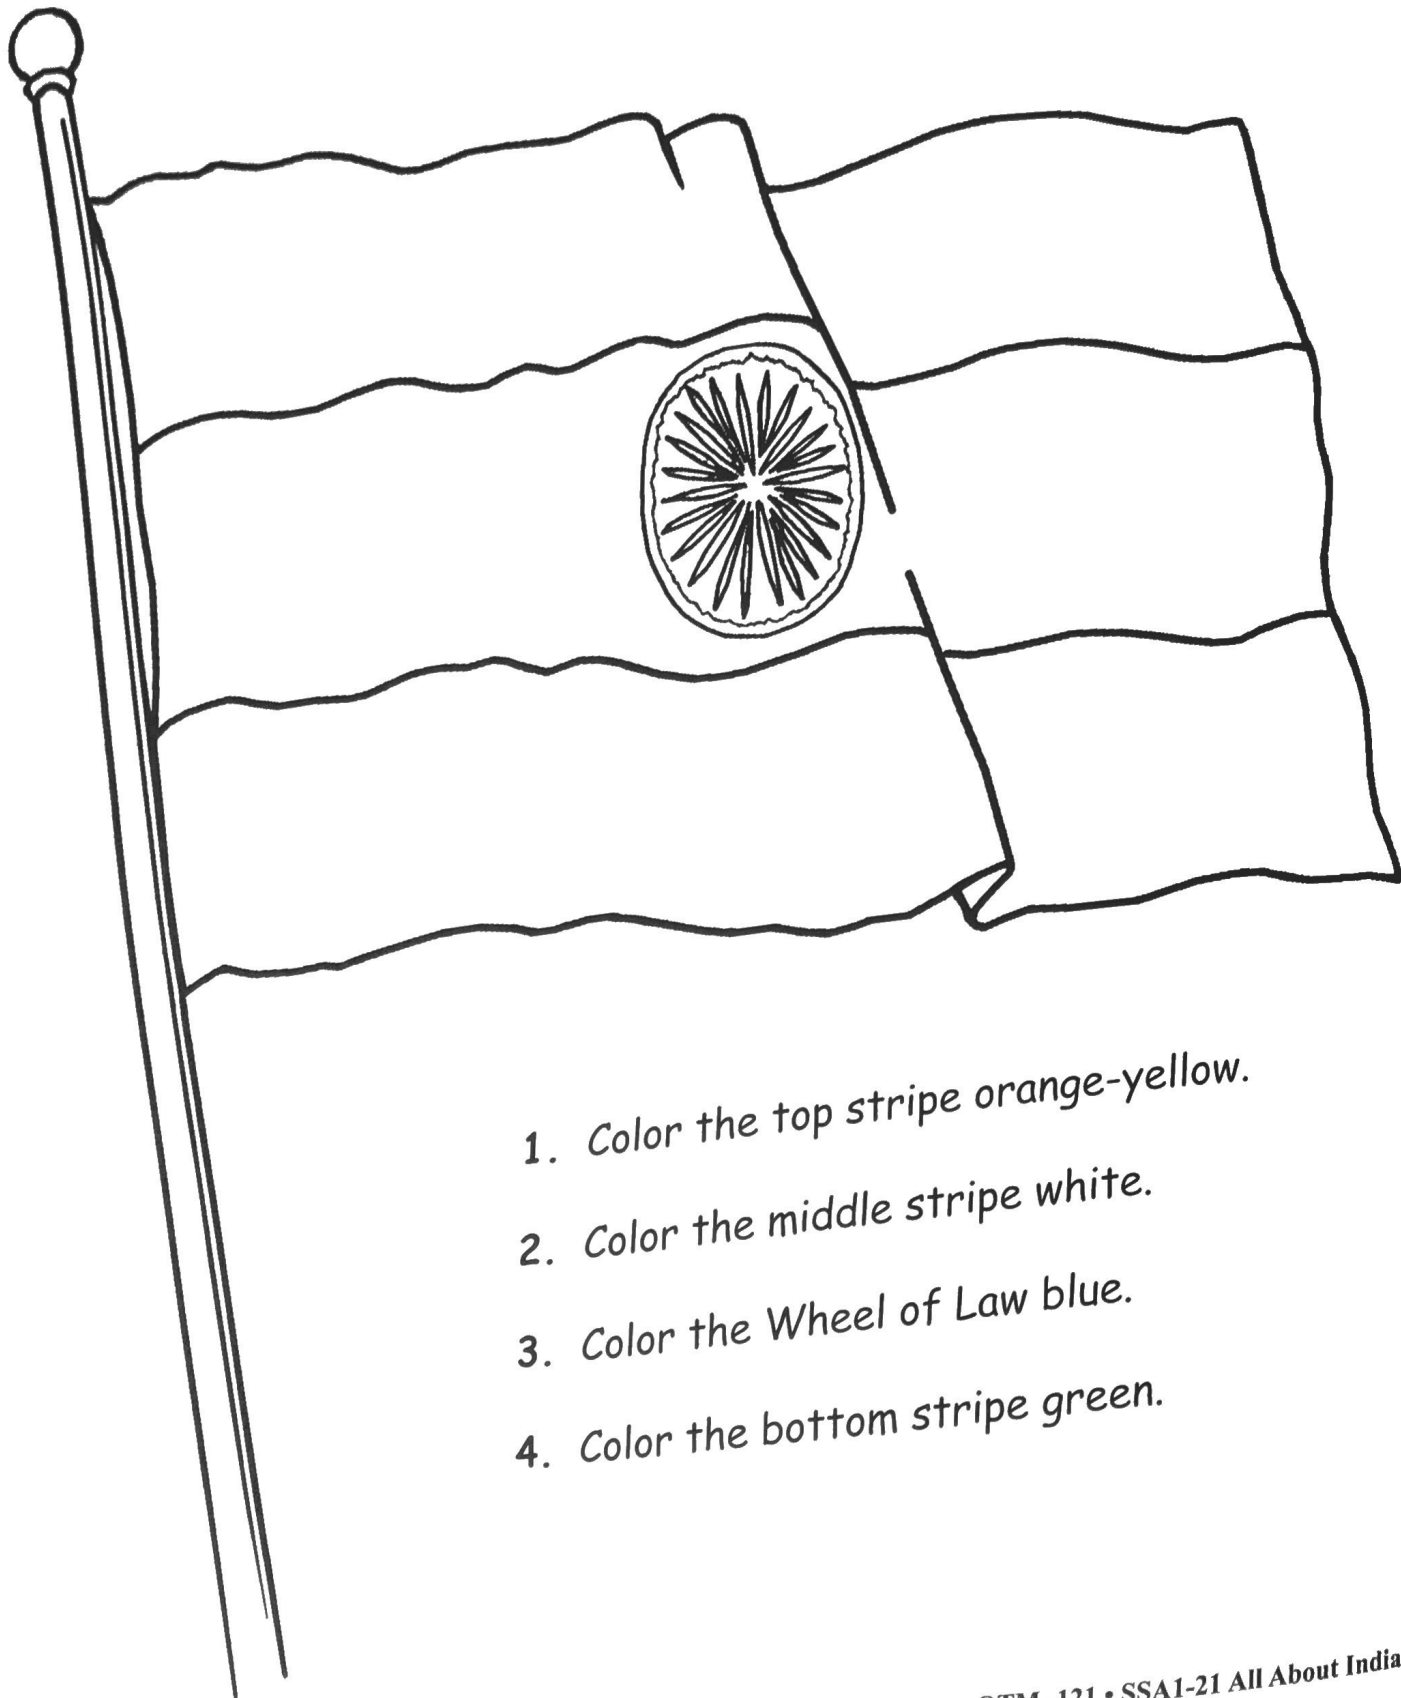 1. Color the top stripe orange-yellow.
2. Color the middle stripe white.
3. Color the Wheel of Law blue.
4. Color the bottom stripe green.
121 • SSA1-21 All About India